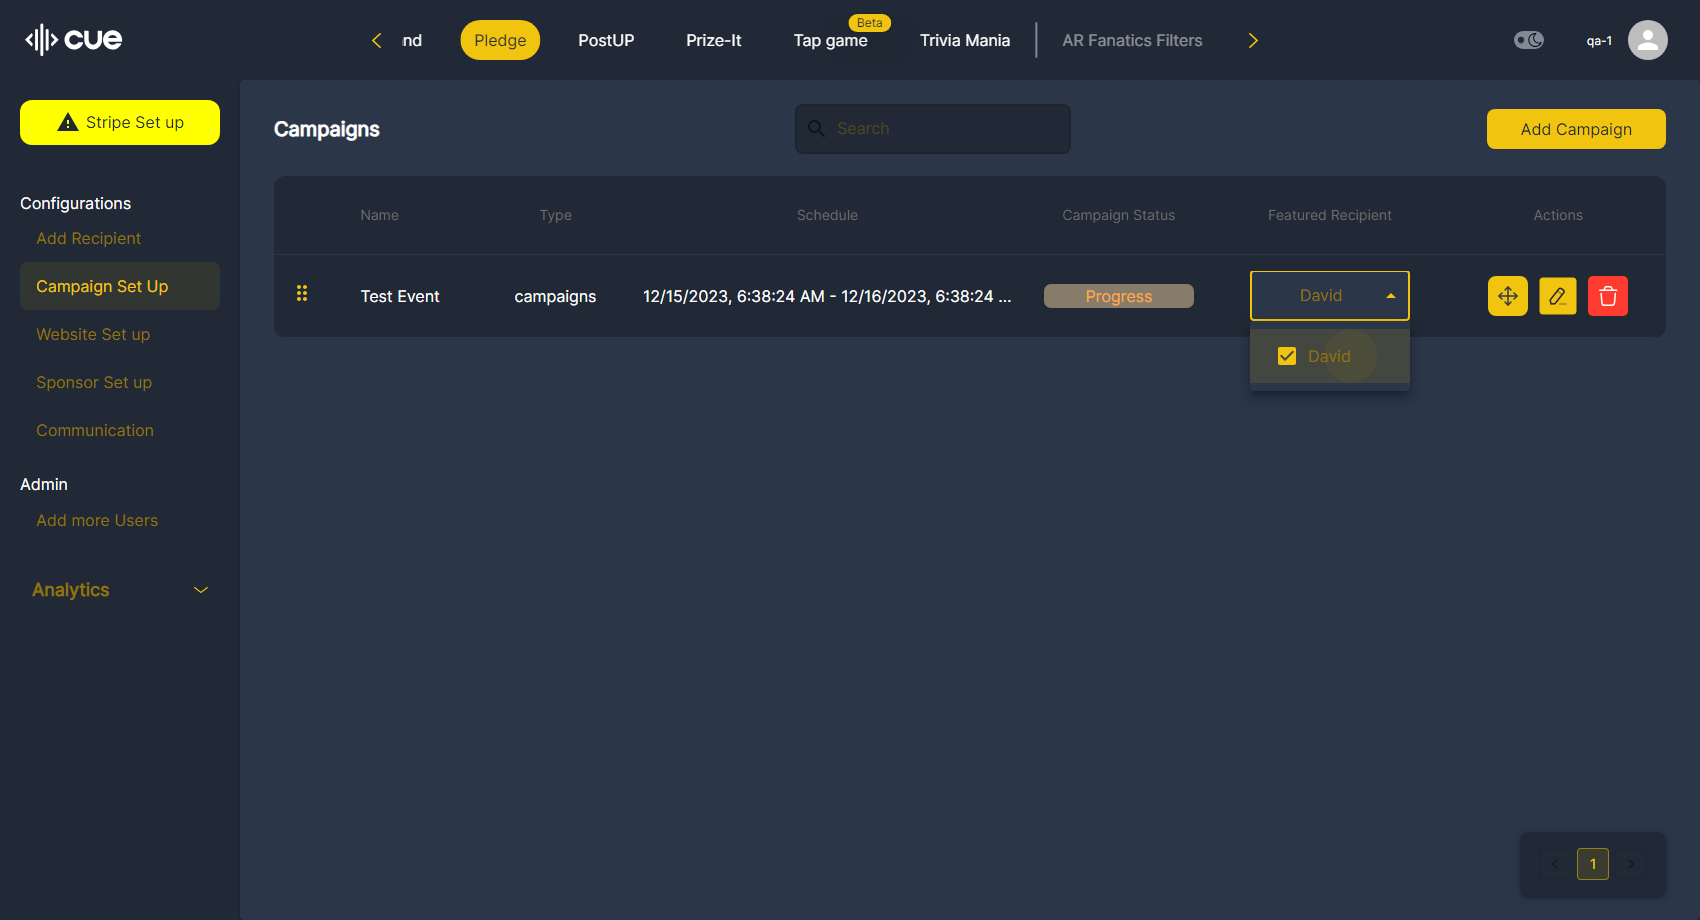 cue
nd
Pledge
PostUP
Prize-It
Tap game
Beta
Trivia Mania
AR Fanatics Filters
qa-1
Stripe Set up
Configurations
Add Recipient
Campaign Set Up
Website Set up
Sponsor Set up
Communication
Admin
Add more Users
Analytics
Campaigns
Search
Add Campaign
Name Type Schedule Campaign Status Featured Recipient Actions
Test Event campaigns 12/15/2023, 6:38:24 AM - 12/16/2023, 6:38:24 ... Progress David
David
1